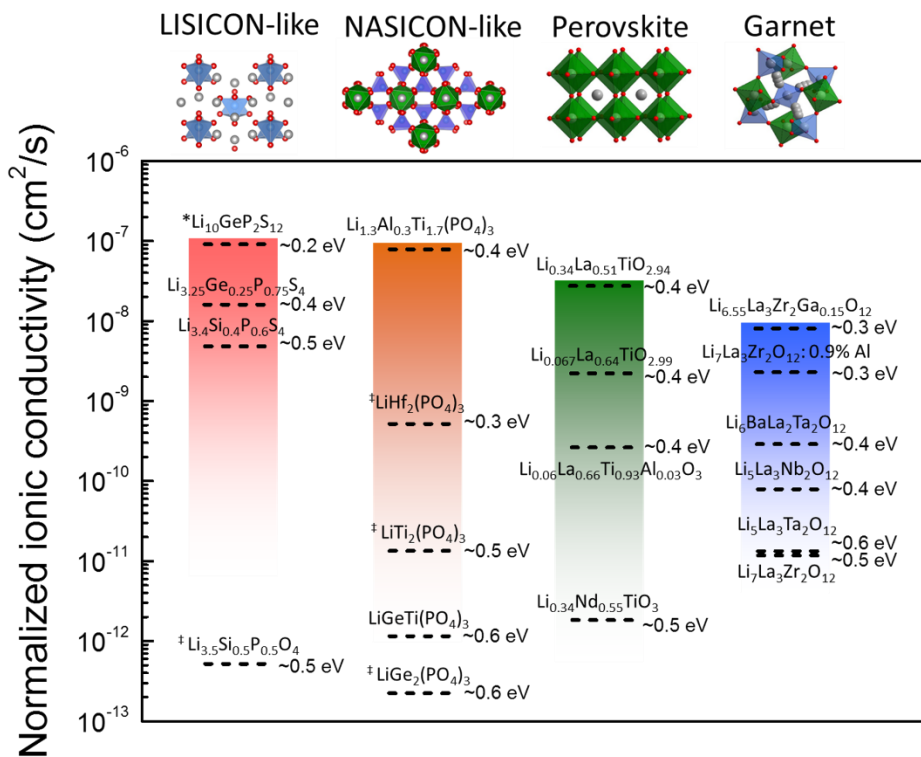 LISICON-like
NASICON-like
Perovskite
Garnet
Normalized ionic conductivity (cm²/s)
10⁻⁶
10⁻⁷
10⁻⁸
10⁻⁹
10⁻¹⁰
10⁻¹¹
10⁻¹²
10⁻¹³
*Li₁₀GeP₂S₁₂
~0.2 eV
Li₃.₂₅Ge₀.₂₅P₀.₇₅S₄
~0.4 eV
Li₃.₄Si₀.₄P₀.₆S₄
~0.5 eV
‡Li₃.₅Si₀.₅P₀.₅O₄
~0.5 eV
Li₁.₃Al₀.₃Ti₁.₇(PO₄)₃
~0.4 eV
‡LiHf₂(PO₄)₃
~0.3 eV
‡LiTi₂(PO₄)₃
~0.5 eV
LiGeTi(PO₄)₃
~0.6 eV
‡LiGe₂(PO₄)₃
~0.6 eV
Li₀.₃₄La₀.₅₁TiO₂.₉₄
~0.4 eV
Li₀.₀₆₇La₀.₆₄TiO₂.₉₉
~0.4 eV
~0.4 eV
Li₀.₀₆La₀.₆₆Ti₀.₉₃Al₀.₀₃O₃
Li₀.₃₄Nd₀.₅₅TiO₃
~0.5 eV
Li₆.₅₅La₃Zr₂Ga₀.₁₅O₁₂
~0.3 eV
Li₇La₃Zr₂O₁₂: 0.9% Al
~0.3 eV
Li₆BaLa₂Ta₂O₁₂
~0.4 eV
Li₅La₃Nb₂O₁₂
~0.4 eV
Li₅La₃Ta₂O₁₂
~0.6 eV
~0.5 eV
Li₇La₃Zr₂O₁₂